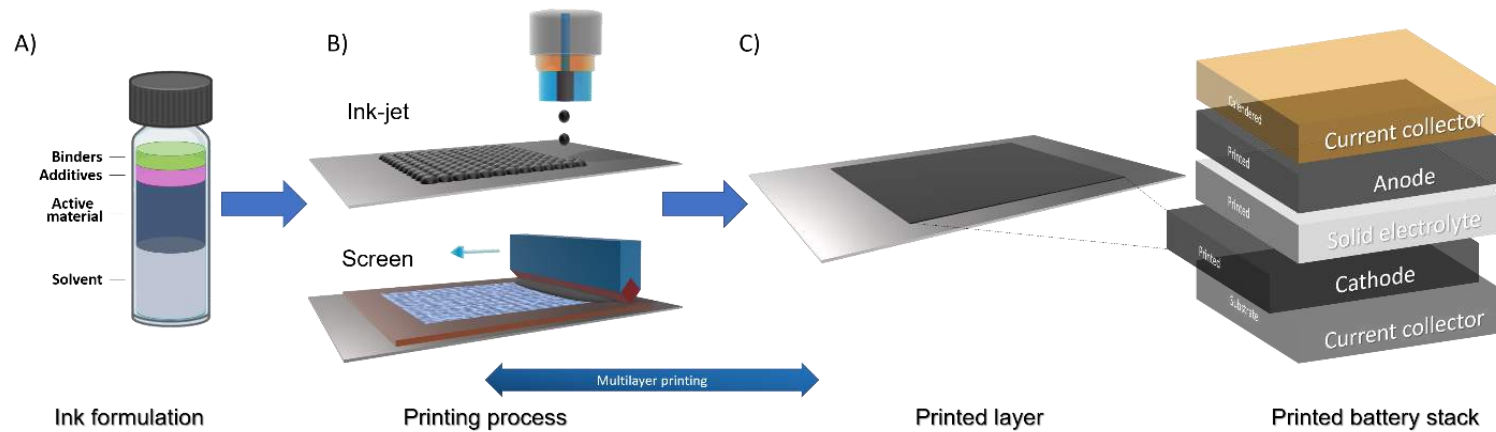 A)
Binders
Additives
Active
material
Solvent
Ink formulation
B)
Ink-jet
Screen
Multilayer printing
Printing process
C)
Printed layer
Calendered
Current collector
Printed
Anode
Printed
Solid electrolyte
Printed
Cathode
Substrate
Current collector
Printed battery stack